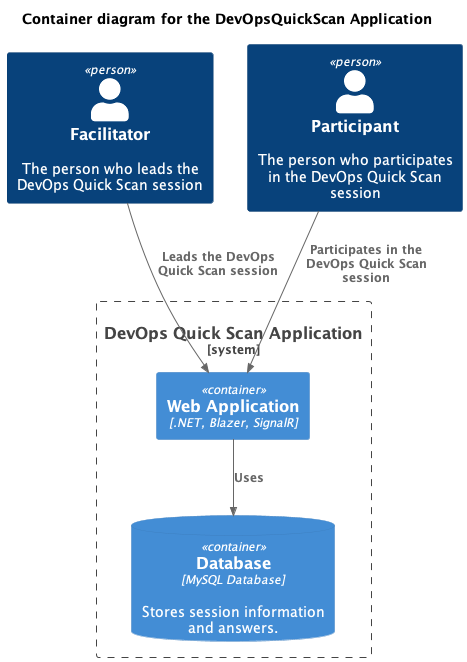 Container diagram for the DevOpsQuickScan Application
«person»
Facilitator
The person who leads the
DevOps Quick Scan session
«person»
Participant
The person who participates
in the DevOps Quick Scan
session
Leads the DevOps
Quick Scan session
Participates in the
DevOps Quick Scan
session
DevOps Quick Scan Application
[system]
«container»
Web Application
[.NET, Blazer, SignalR]
Uses
«container»
Database
[MySQL Database]
Stores session information
and answers.